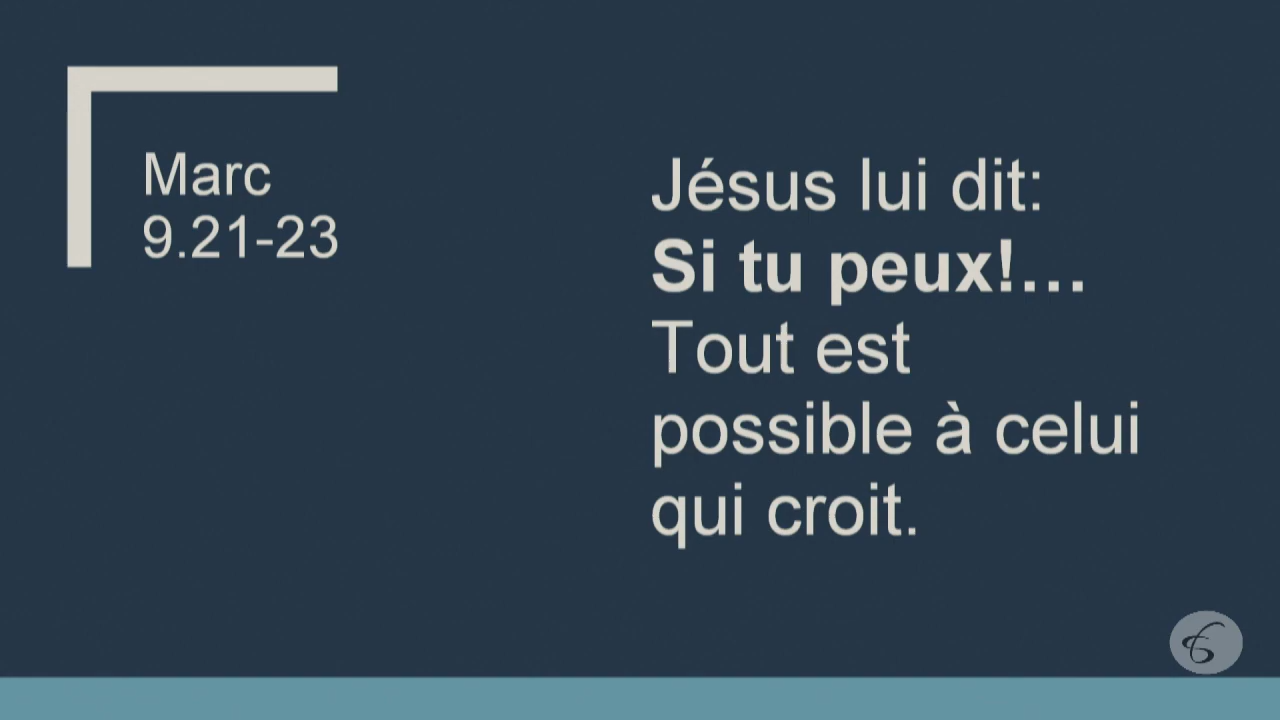 Marc
9.21-23
Jésus lui dit:
Si tu peux!...
Tout est
possible à celui
qui croit.